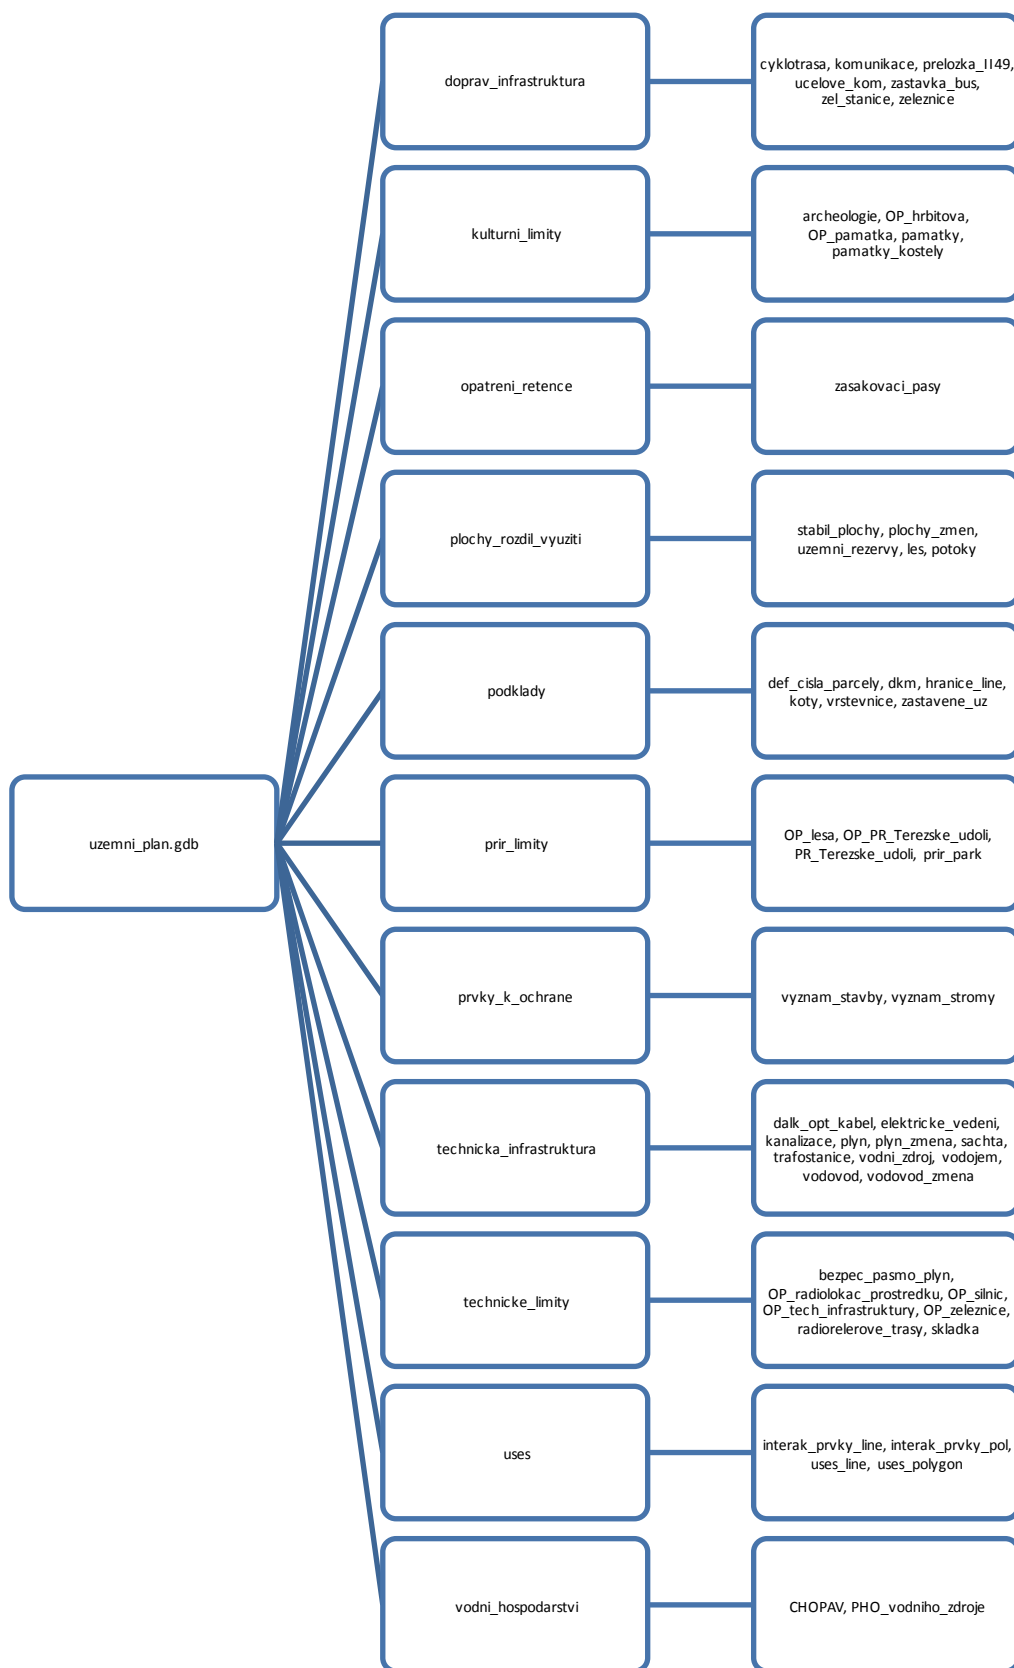 doprav_infrastruktura
cyklotrasa, komunikace, prelozka_II49,
ucelove_kom, zastavka_bus,
zel_stanice, zeleznice
kulturni_limity
archeologie, OP_hrbitova,
OP_pamatka, pamatky,
pamatky_kostely
opatreni_retence
zasakovaci_pasy
plochy_rozdil_vyuziti
stabil_plochy, plochy_zmen,
uzemni_rezervy, les, potoky
podklady
def_cisla_parcely, dkm, hranice_line,
koty, vrstevnice, zastavene_uz
uzemni_plan.gdb
prir_limity
OP_lesa, OP_PR_Terezske_udoli,
PR_Terezske_udoli, prir_park
prvky_k_ochrane
vyznam_stavby, vyznam_stromy
technicka_infrastruktura
dalk_opt_kabel, elektricke_vedeni,
kanalizace, plyn, plyn_zmena, sachta,
trafostanice, vodni_zdroj, vodojem,
vodovod, vodovod_zmena
technicke_limity
bezpec_pasmo_plyn,
OP_radiolokac_prostredku, OP_silnic,
OP_tech_infrastruktury, OP_zeleznice,
radiorelerove_trasy, skladka
uses
interak_prvky_line, interak_prvky_pol,
uses_line, uses_polygon
vodni_hospodarstvi
CHOPAV, PHO_vodniho_zdroje